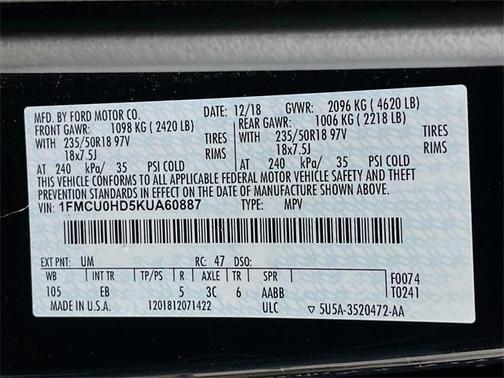 MFD. BY FORD MOTOR CO. DATE: 12/18 GVWR: 2096 KG ( 4620 LB)
FRONT GAWR: 1098 KG ( 2420 LB) REAR GAWR: 1006 KG ( 2218 LB)
WITH 235/50R18 97V TIRES WITH 235/50R18 97V TIRES
18x7.5J RIMS 18x7.5J RIMS
AT 240 kPa/ 35 PSI COLD AT 240 kPa/ 35 PSI COLD
THIS VEHICLE CONFORMS TO ALL APPLICABLE FEDERAL MOTOR VEHICLE SAFETY AND THEFT
PREVENTION STANDARDS IN EFFECT ON THE DATE OF MANUFACTURE SHOWN ABOVE.
VIN: 1FMCU0HD5KUA60887 TYPE: MPV
EXT PNT: UM RC: 47 DSO: F0074
WB INT TR TP/PS R AXLE TR SPR T0241
105 EB 5 3C 6 AABB
MADE IN U.S.A. 1201812071422 ULC 5U5A-3520472-AA